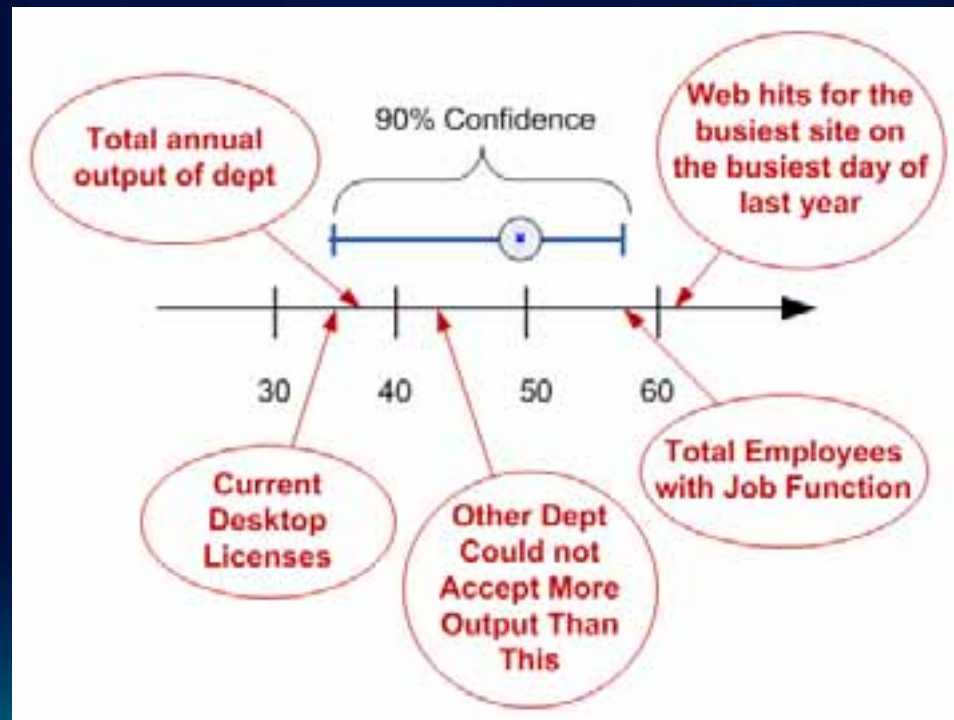 Total annual
output of dept
90% Confidence
Web hits for the
busiest site on
the busiest day of
last year
30
40
50
60
Current
Desktop
Licenses
Other Dept
Could not
Accept More
Output Than
This
Total Employees
with Job Function